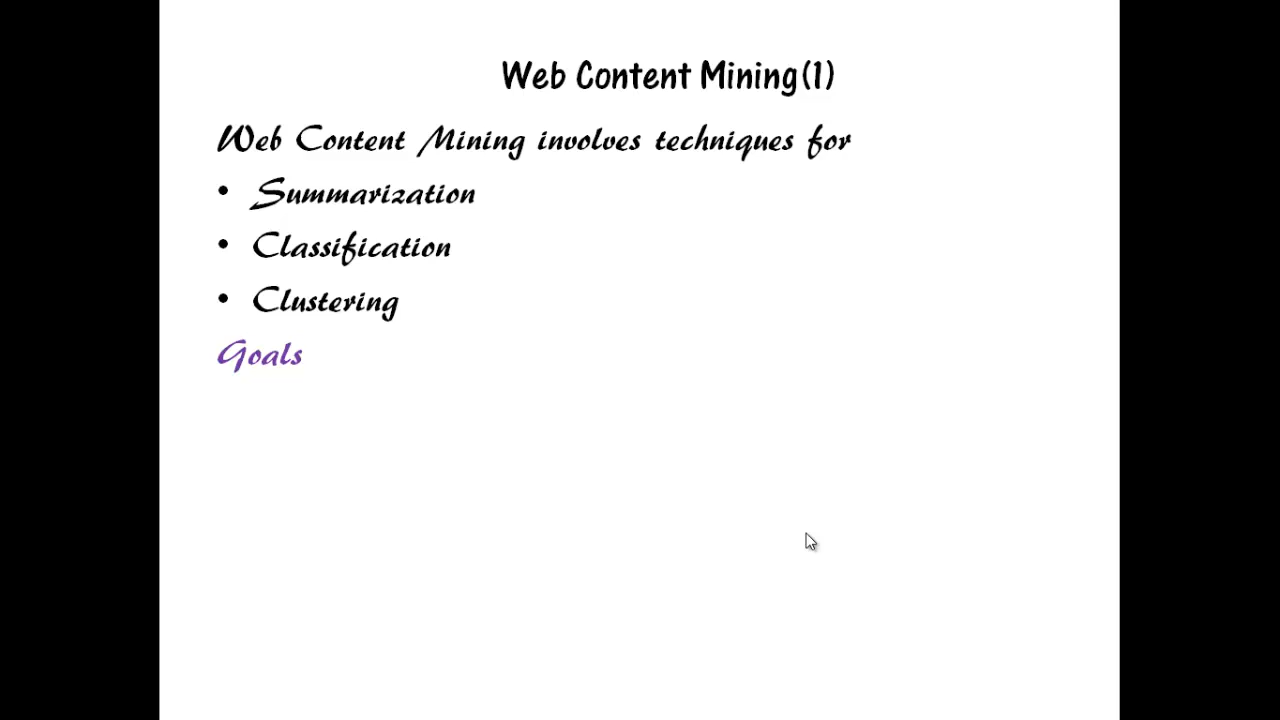 Web Content Mining(1)
Web Content Mining involves techniques for
• Summarization
• Classification
• Clustering
Goals